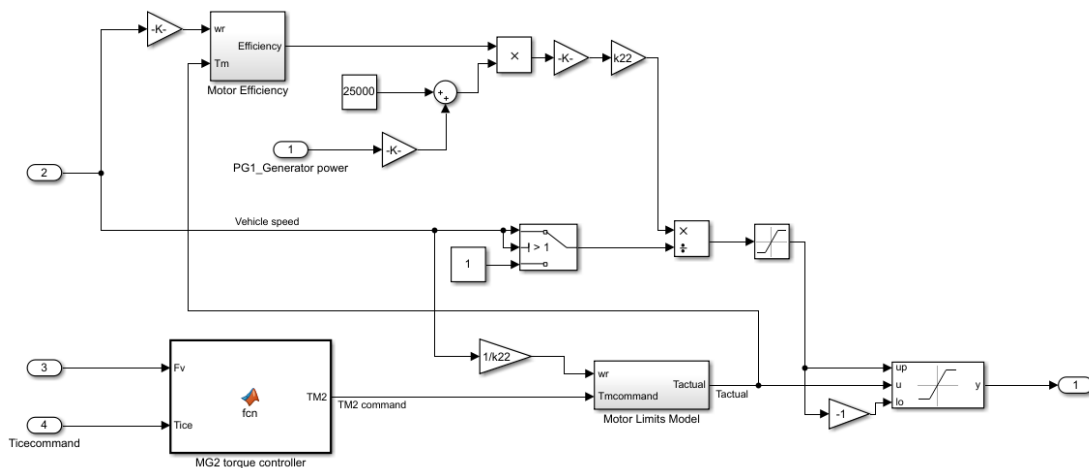 -K-
wr
Tm
Efficiency
Motor Efficiency
×
-K-
k22
25000
+
+
1
PG1_Generator power
-K-
2
Vehicle speed
> 1
1
×
÷
1/k22
3
4
Ticecommand
Fv
Tice
fcn
TM2
MG2 torque controller
TM2 command
wr
Tmcommand
Tactual
Motor Limits Model
Tactual
-1
up
u
lo
y
1